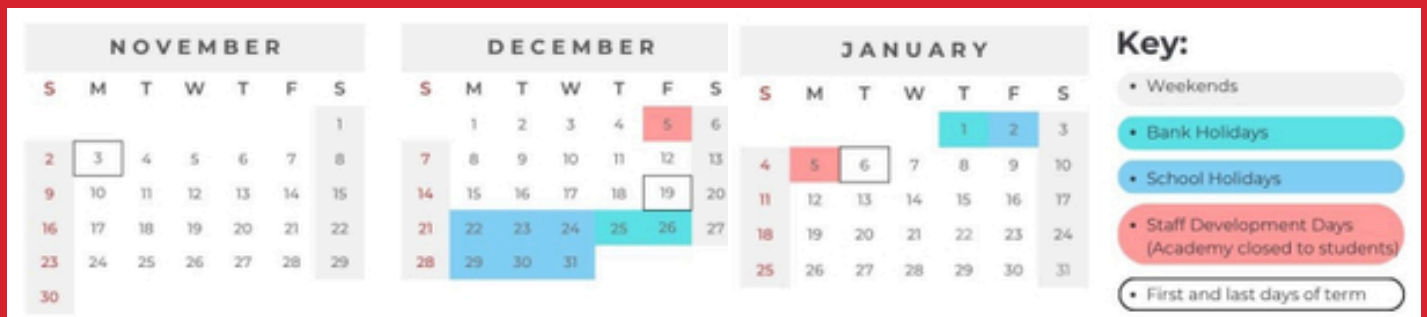 NOVEMBER
S M T W T F S
1
2 3 4 5 6 7 8
9 10 11 12 13 14 15
16 17 18 19 20 21 22
23 24 25 26 27 28 29
30
DECEMBER
S M T W T F S
1 2 3 4 5 6
7 8 9 10 11 12 13
14 15 16 17 18 19 20
21 22 23 24 25 26 27
28 29 30 31
JANUARY
S M T W T F S
1 2 3
4 5 6 7 8 9 10
11 12 13 14 15 16 17
18 19 20 21 22 23 24
25 26 27 28 29 30 31
Key:
• Weekends
• Bank Holidays
• School Holidays
• Staff Development Days
(Academy closed to students)
• First and last days of term